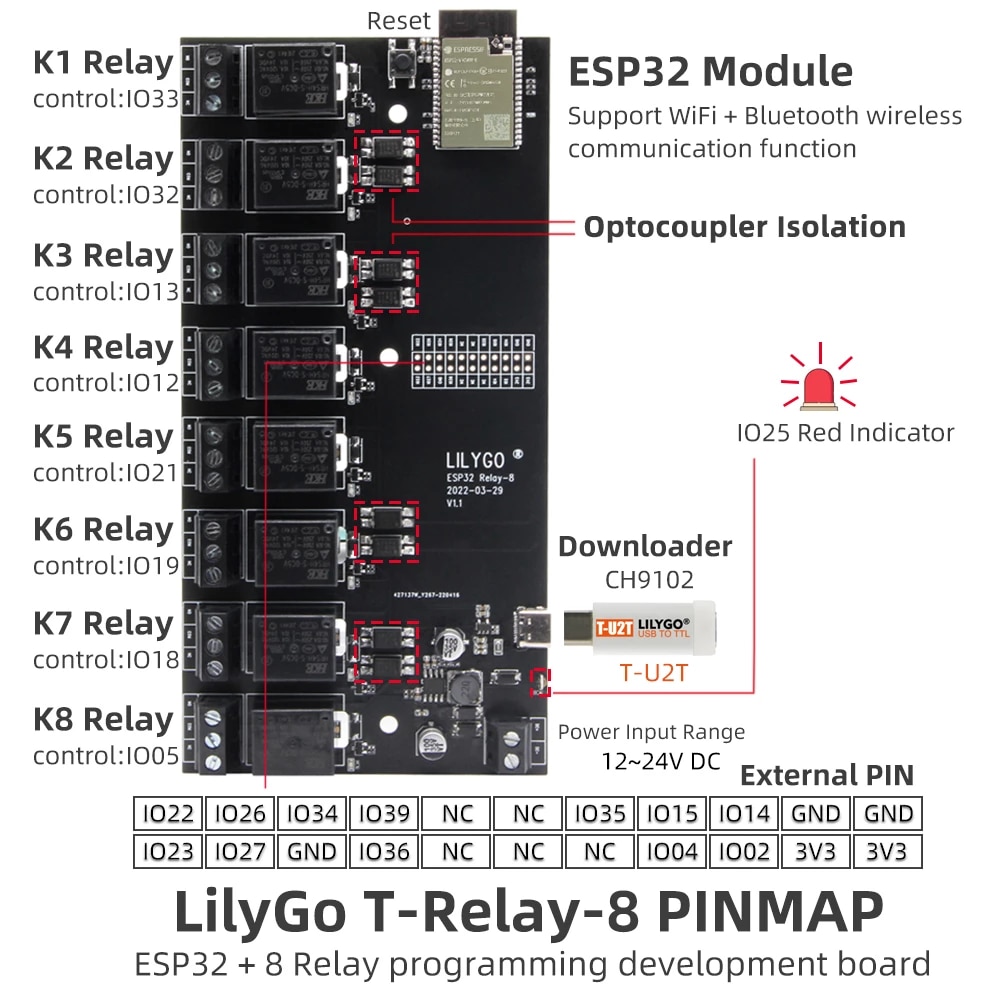 Reset
K1 Relay
control:IO33
ESP32 Module
Support WiFi + Bluetooth wireless
communication function
K2 Relay
control:IO32
Optocoupler Isolation
K3 Relay
control:IO13
K4 Relay
control:IO12
IO25 Red Indicator
K5 Relay
control:IO21
LILYGO ®
ESP32 Relay-8
2022-03-29
V1.1
K6 Relay
control:IO19
Downloader
CH9102
427137W_Y267-220416
K7 Relay
control:IO18
T-U2T LILYGO®
USB TO TTL
T-U2T
K8 Relay
control:IO05
Power Input Range
12~24V DC
External PIN
IO22 IO26 IO34 IO39 NC NC IO35 IO15 IO14 GND GND
IO23 IO27 GND IO36 NC NC NC IO04 IO02 3V3 3V3
LilyGo T-Relay-8 PINMAP
ESP32 + 8 Relay programming development board